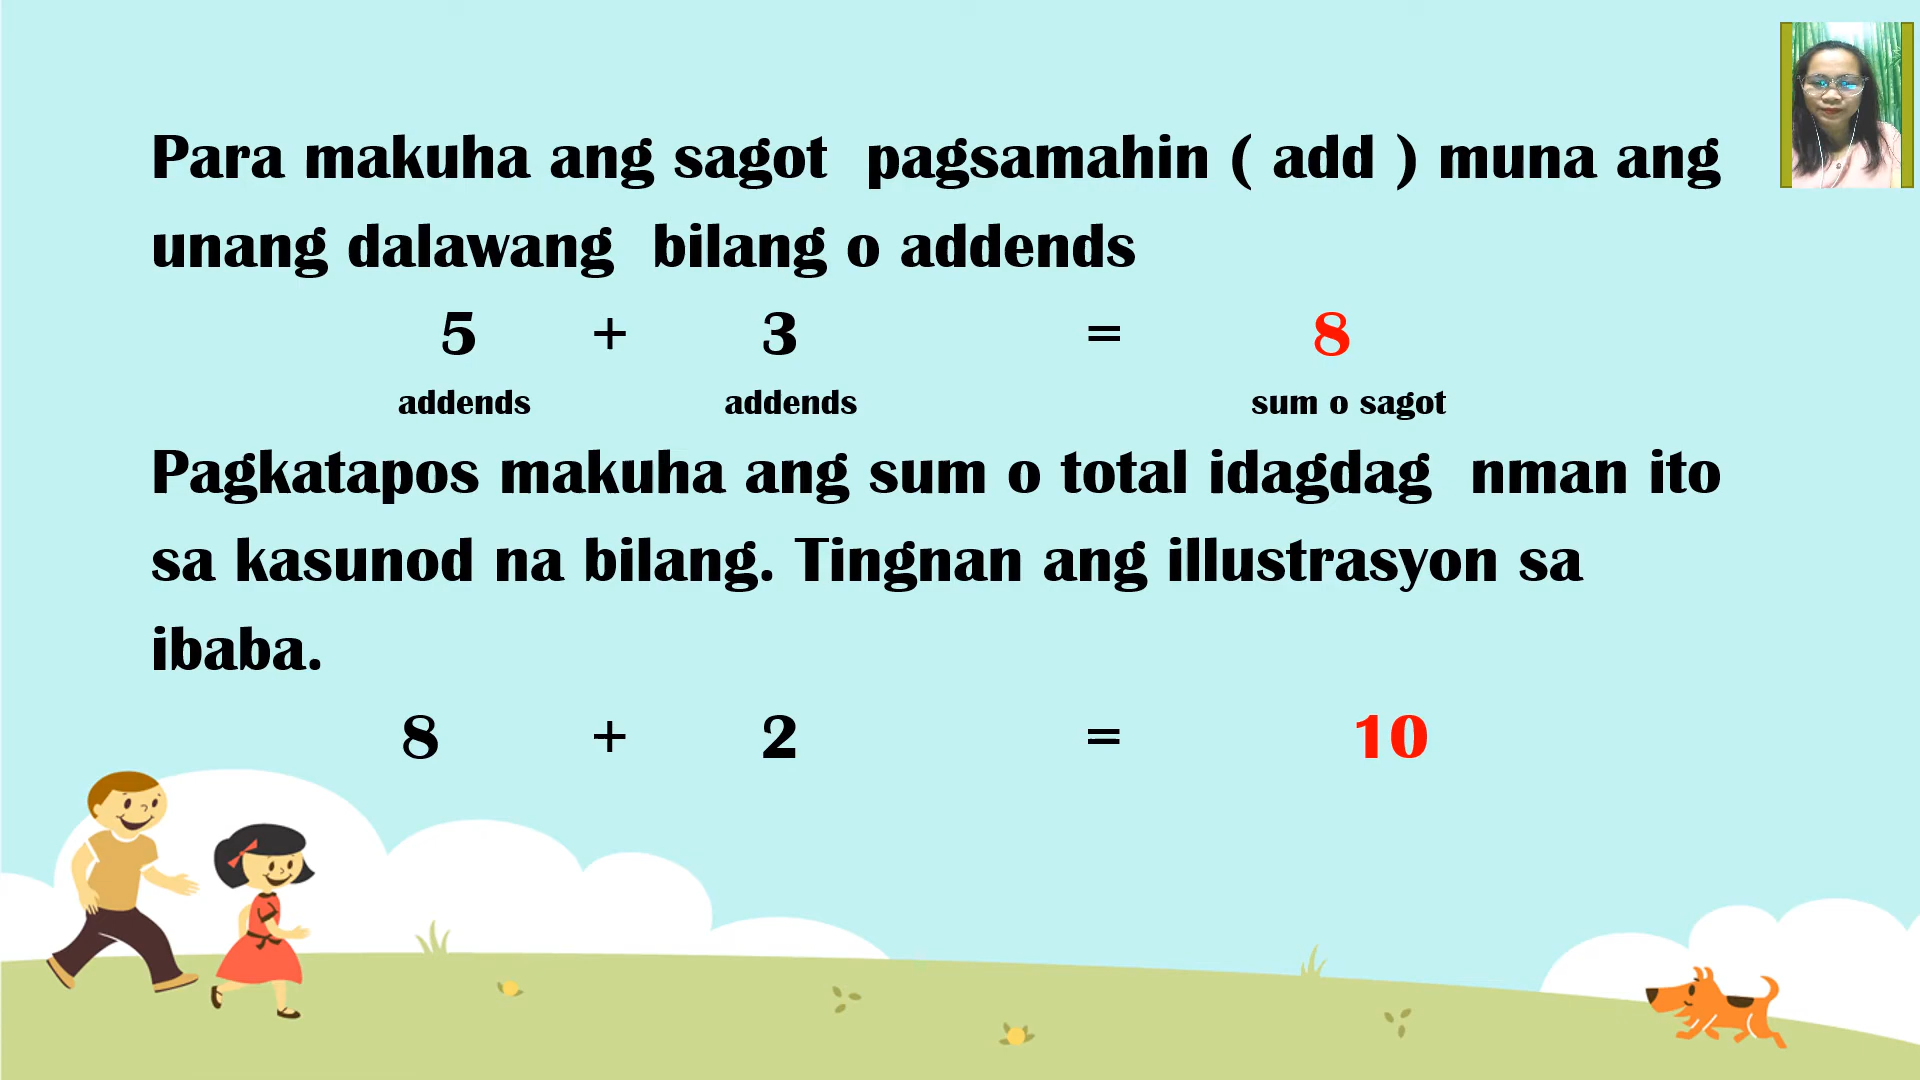 Para makuha ang sagot pagsamahin ( add ) muna ang
unang dalawang bilang o addends
5 + 3 = 8
addends addends sum o sagot
Pagkatapos makuha ang sum o total idagdag nman ito
sa kasunod na bilang. Tingnan ang illustrasyon sa
ibaba.
8 + 2 = 10